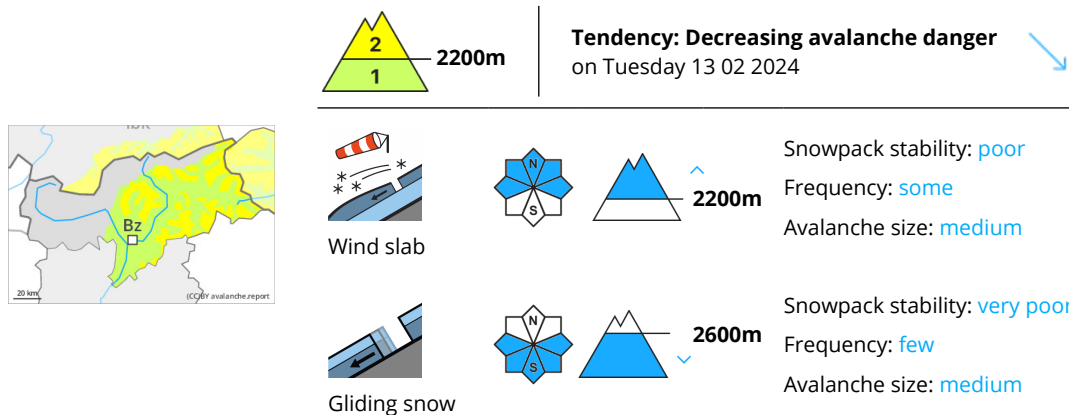 2
1
2200m
Tendency: Decreasing avalanche danger
on Tuesday 13 02 2024
Bz
20 km
(CC) BY avalanche.report
Wind slab
N
S
2200m
Snowpack stability: poor
Frequency: some
Avalanche size: medium
Gliding snow
N
S
2600m
Snowpack stability: very poor
Frequency: few
Avalanche size: medium